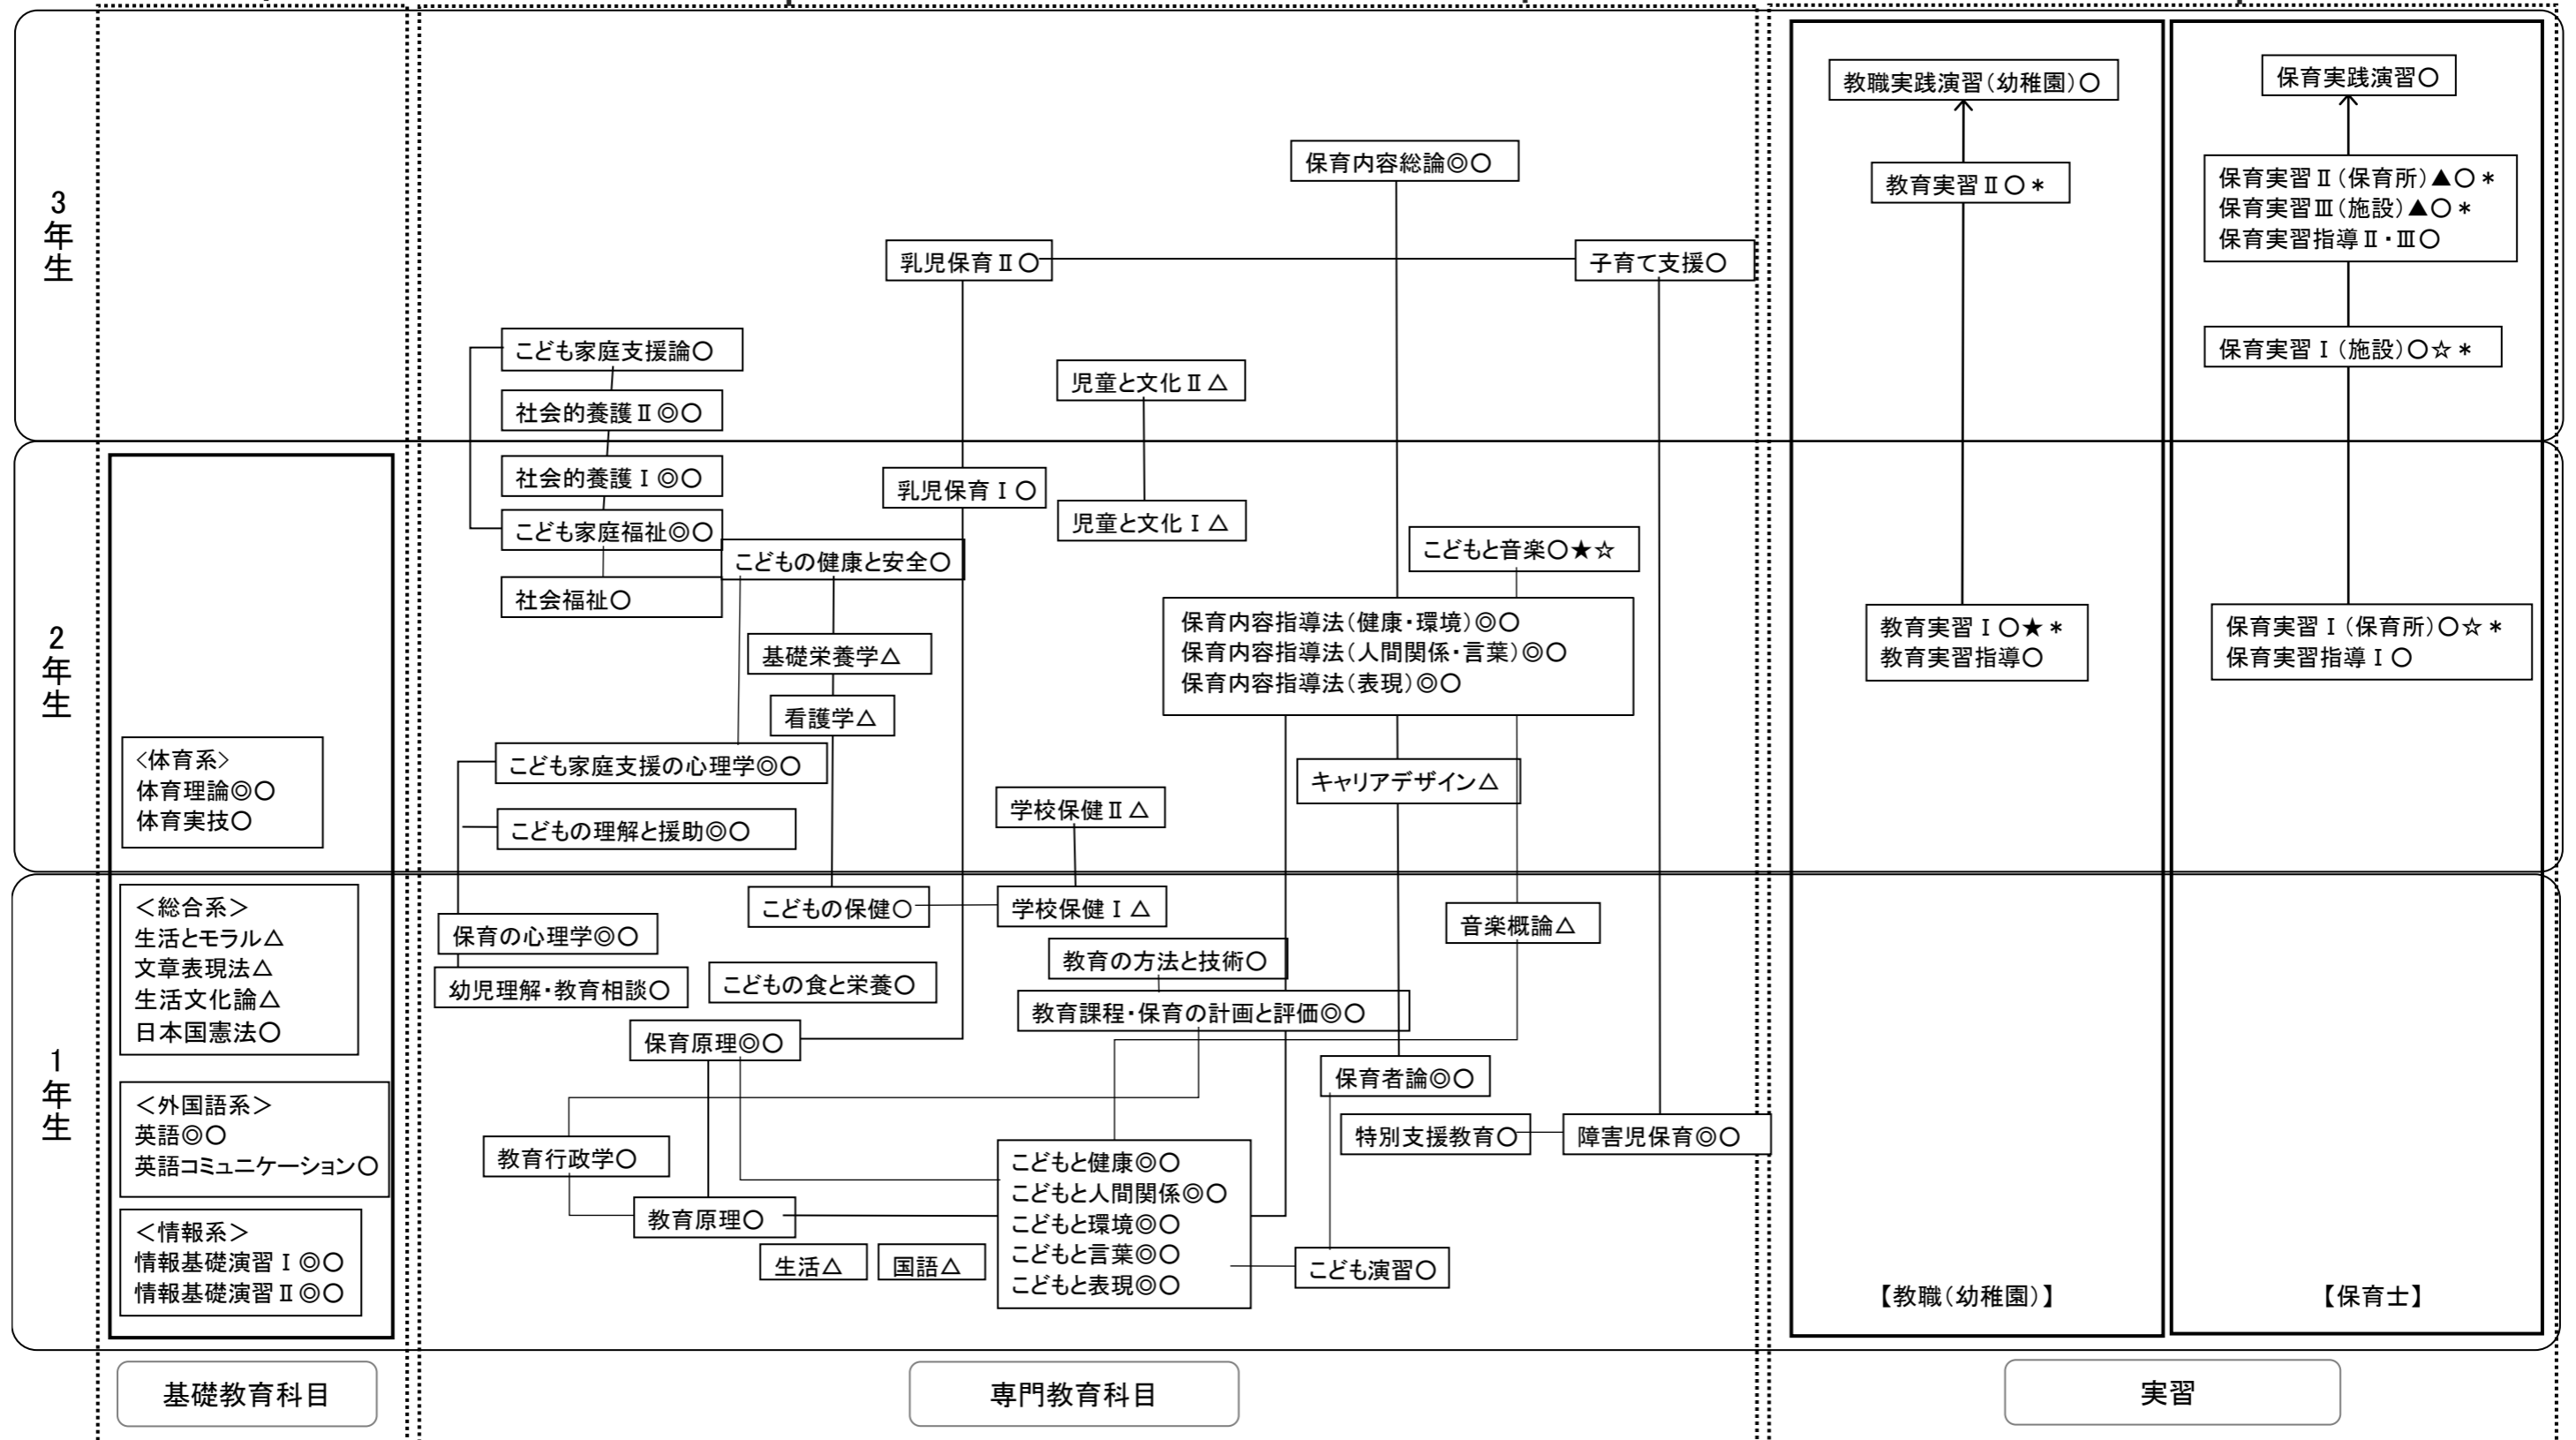 3年生
教職実践演習(幼稚園)〇
保育実践演習〇
保育内容総論◎〇
教育実習Ⅱ〇*
保育実習Ⅱ(保育所)▲〇*
保育実習Ⅲ(施設)▲〇*
保育実習指導Ⅱ・Ⅲ〇
乳児保育Ⅱ〇
子育て支援〇
こども家庭支援論〇
保育実習Ⅰ(施設)〇☆*
児童と文化Ⅱ△
社会的養護Ⅱ◎〇
2年生
社会的養護Ⅰ◎〇
乳児保育Ⅰ〇
児童と文化Ⅰ△
こども家庭福祉◎〇
こどもの健康と安全〇
こどもと音楽〇★☆
社会福祉〇
保育内容指導法(健康・環境)◎〇
保育内容指導法(人間関係・言葉)◎〇
保育内容指導法(表現)◎〇
教育実習Ⅰ〇★*
教育実習指導〇
保育実習Ⅰ(保育所)〇☆*
保育実習指導Ⅰ〇
基礎栄養学△
看護学△
<体育系>
体育理論◎〇
体育実技〇
こども家庭支援の心理学◎〇
キャリアデザイン△
学校保健Ⅱ△
こどもの理解と援助◎〇
1年生
<総合系>
生活とモラル△
文章表現法△
生活文化論△
日本国憲法〇
こどもの保健〇
学校保健Ⅰ△
音楽概論△
保育の心理学◎〇
教育の方法と技術〇
幼児理解・教育相談〇
こどもの食と栄養〇
教育課程・保育の計画と評価◎〇
保育原理◎〇
保育者論◎〇
<外国語系>
英語◎〇
英語コミュニケーション〇
特別支援教育〇
障害児保育◎〇
教育行政学〇
こどもと健康◎〇
こどもと人間関係◎〇
こどもと環境◎〇
こどもと言葉◎〇
こどもと表現◎〇
教育原理〇
<情報系>
情報基礎演習Ⅰ◎〇
情報基礎演習Ⅱ◎〇
生活△
国語△
こども演習〇
【教職(幼稚園)】
【保育士】
基礎教育科目
専門教育科目
実習